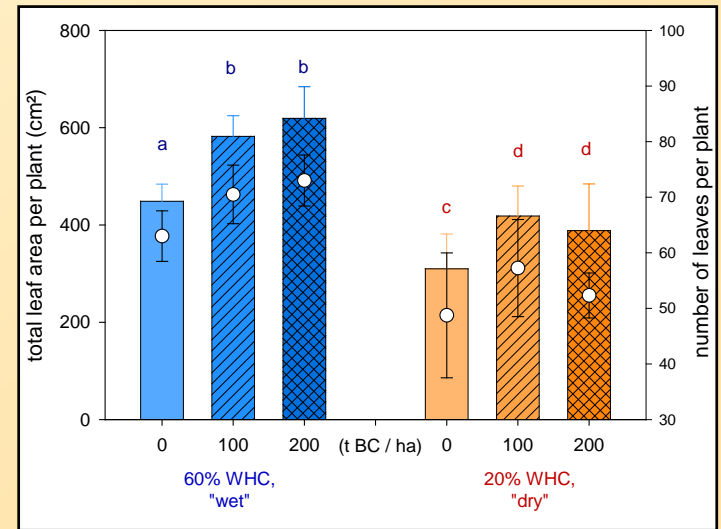 total leaf area per plant (cm²)
800
600
400
200
0
a
b
b
c
d
d
100
90
80
70
60
50
40
30
number of leaves per plant
0 100 200 (t BC / ha) 0 100 200
60% WHC,
"wet"
20% WHC,
"dry"